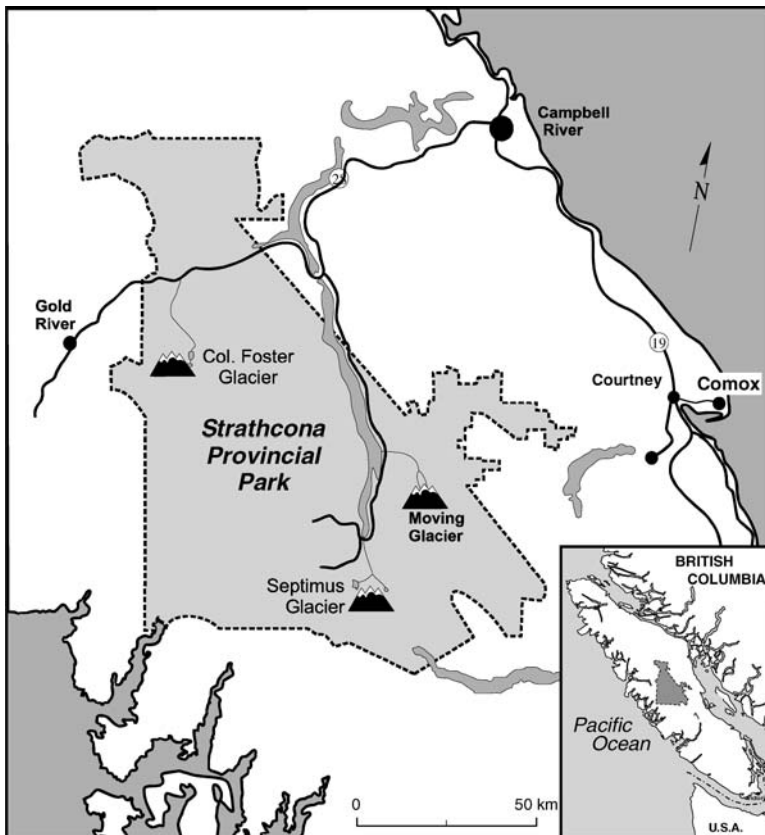 Campbell
River
28
N
Gold
River
Col. Foster
Glacier
19
Courtney
Comox
Strathcona
Provincial
Park
Moving
Glacier
Septimus
Glacier
BRITISH
COLUMBIA
Pacific
Ocean
U.S.A.
0 50 km